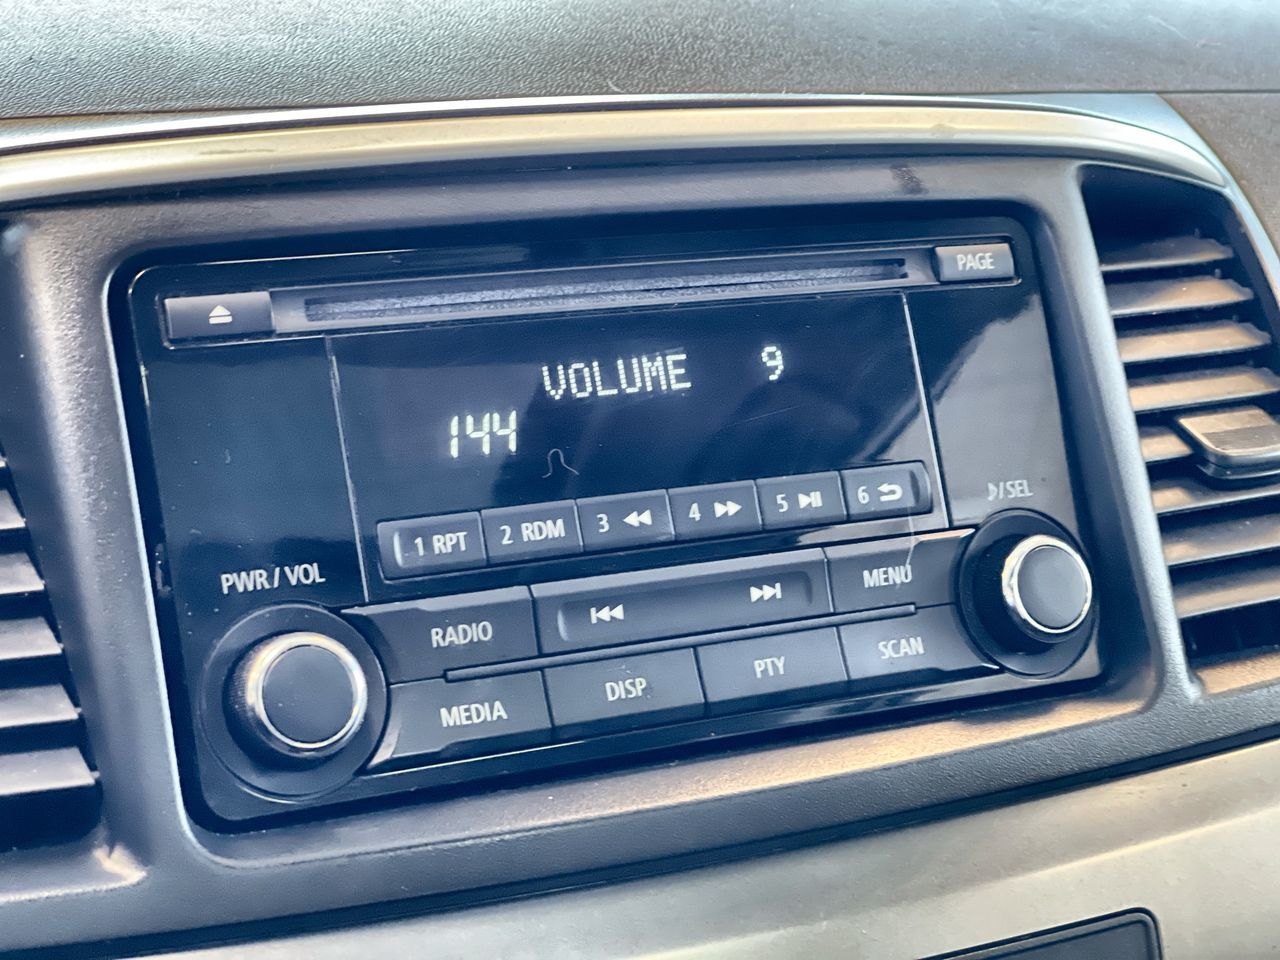 PAGE
VOLUME 9
144
1 RPT 2 RDM 3 4 5 6
PWR / VOL
/SEL
RADIO
MENU
MEDIA
DISP
PTY
SCAN